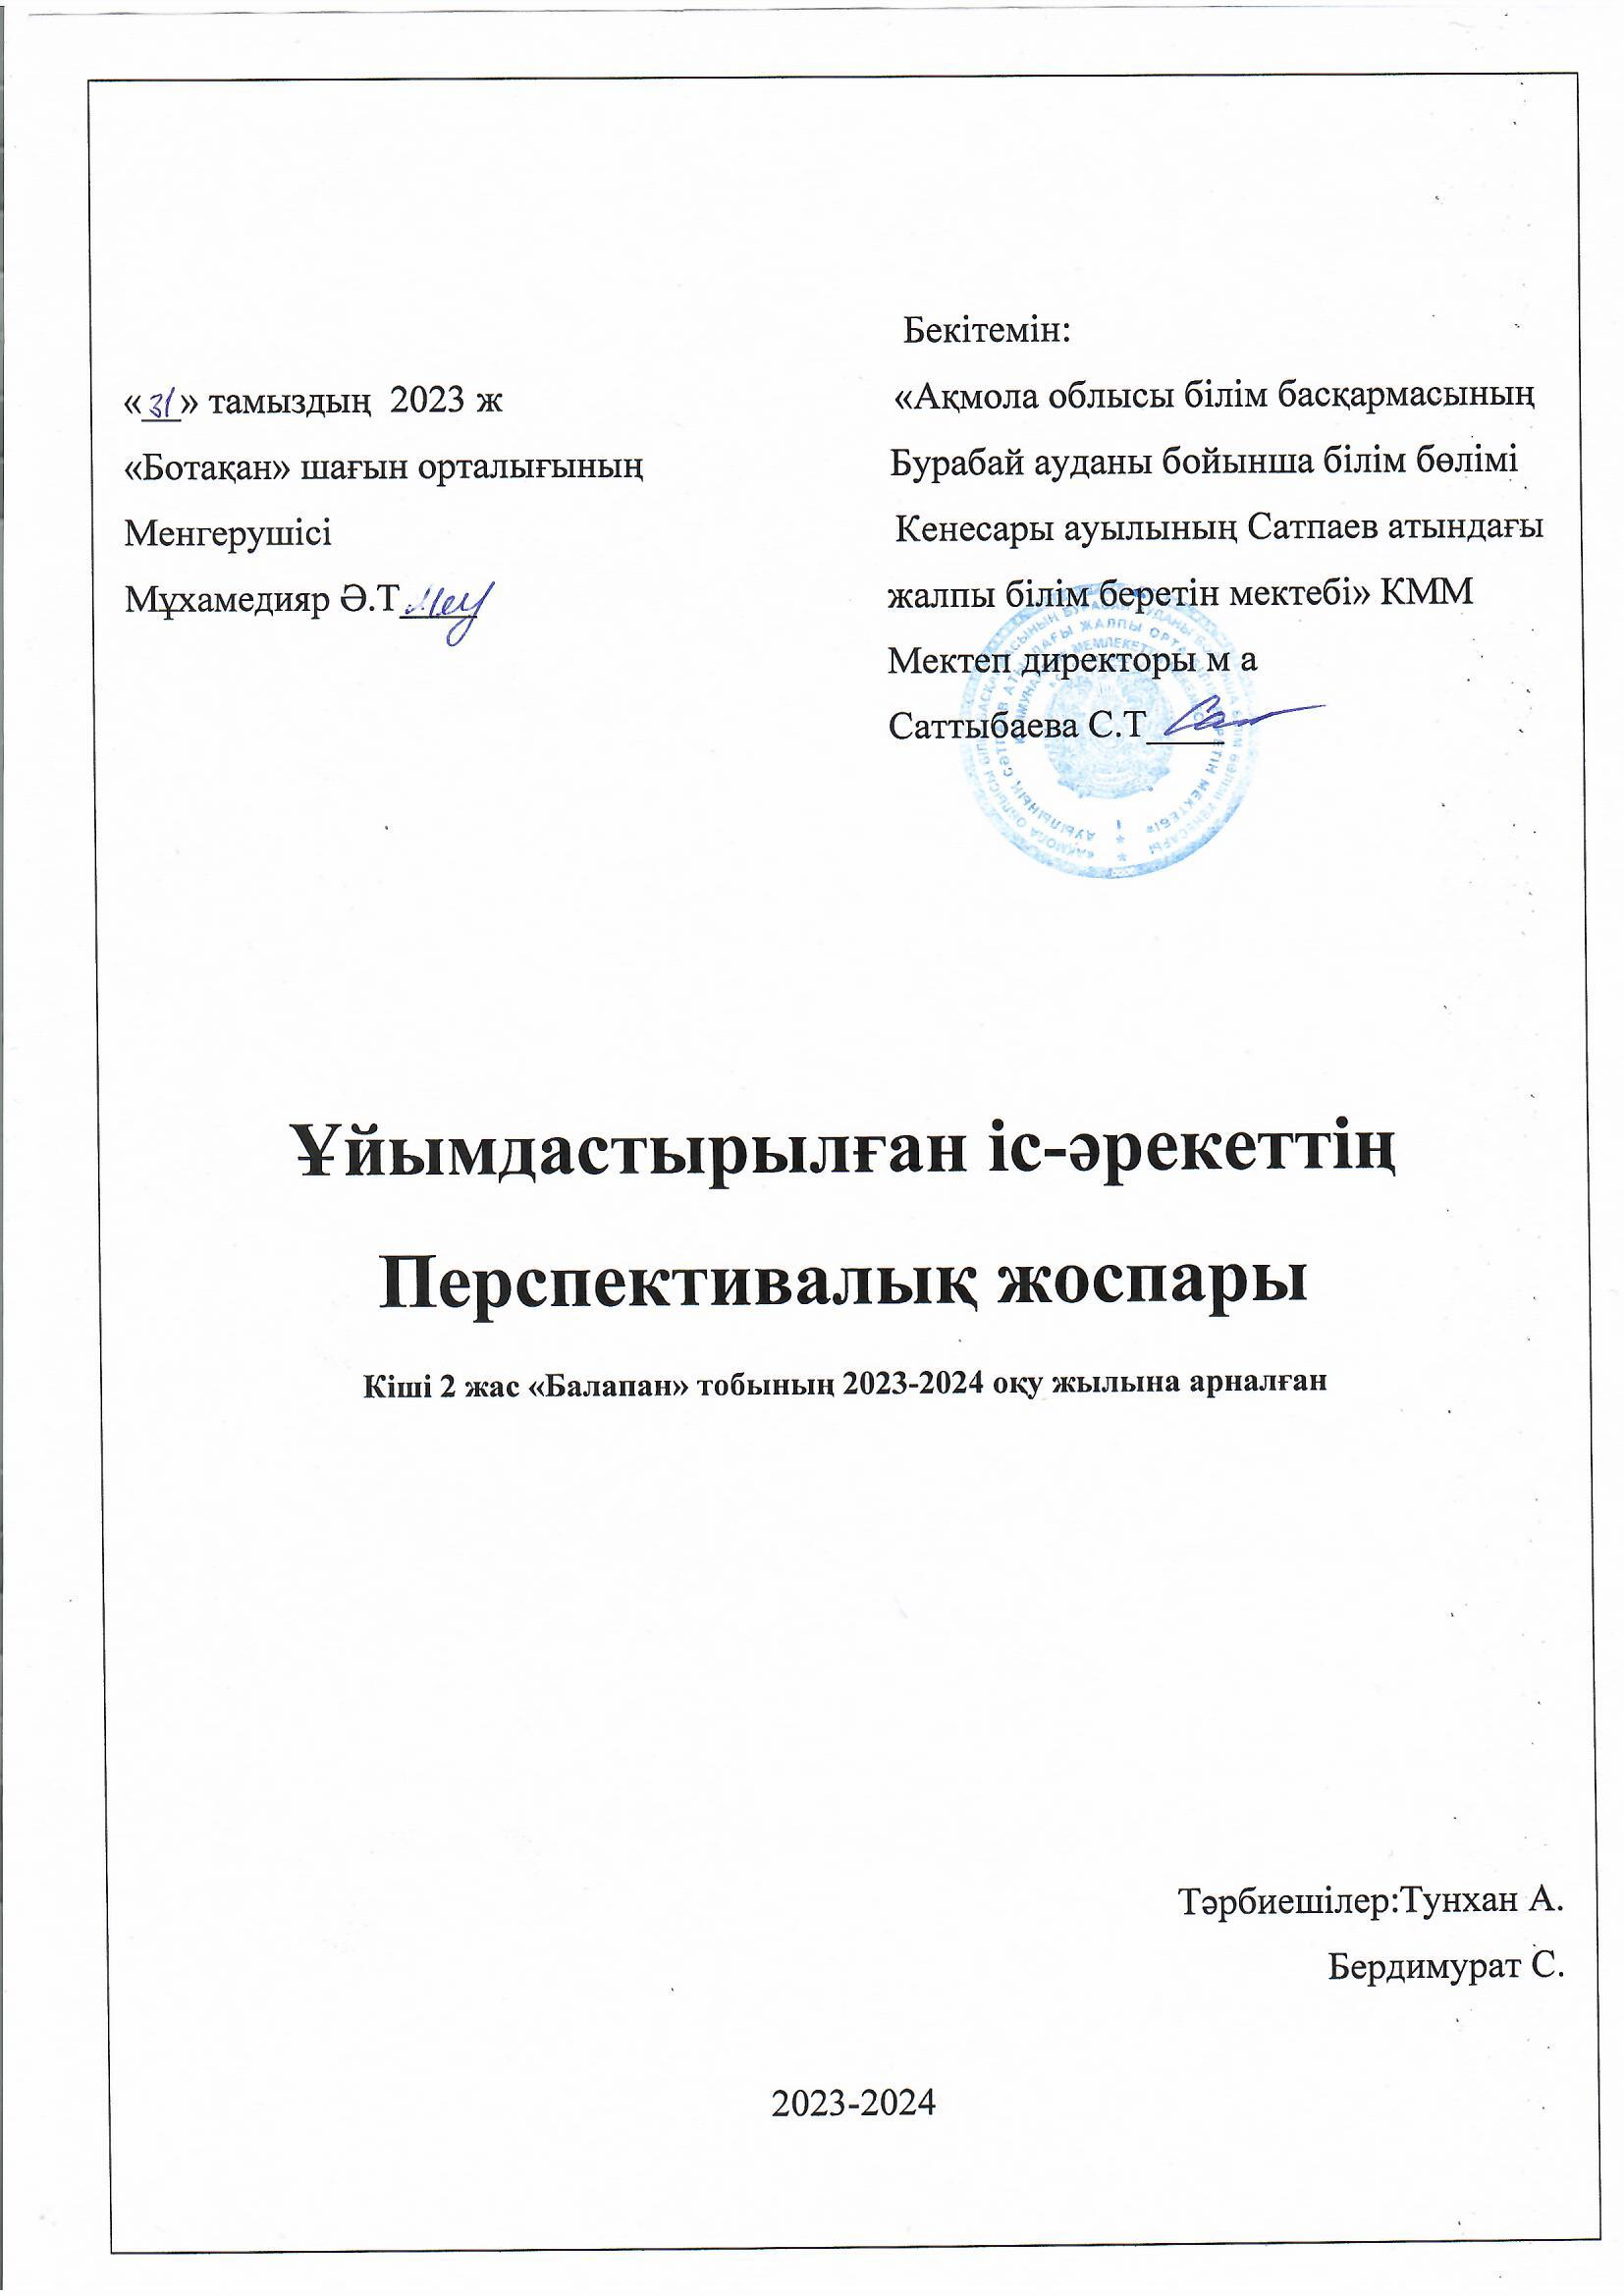 Бекітемін:
«31» тамыздың 2023 ж
«Ботақан» шағын орталығының
Менгерушісі
Мұхамедияр Ә.Т
«Ақмола облысы білім басқармасының
Бурабай ауданы бойынша білім бөлімі
Кенесары ауылының Сатпаев атындағы
жалпы білім беретін мектебі» КММ
Мектеп директоры м а
Саттыбаева С.Т
Ұйымдастырылған іс-әрекеттің
Перспективалық жоспары
Кіші 2 жас «Балапан» тобының 2023-2024 оқу жылына арналған
Тәрбиешілер:Тунхан А.
Бердимурат С.
2023-2024